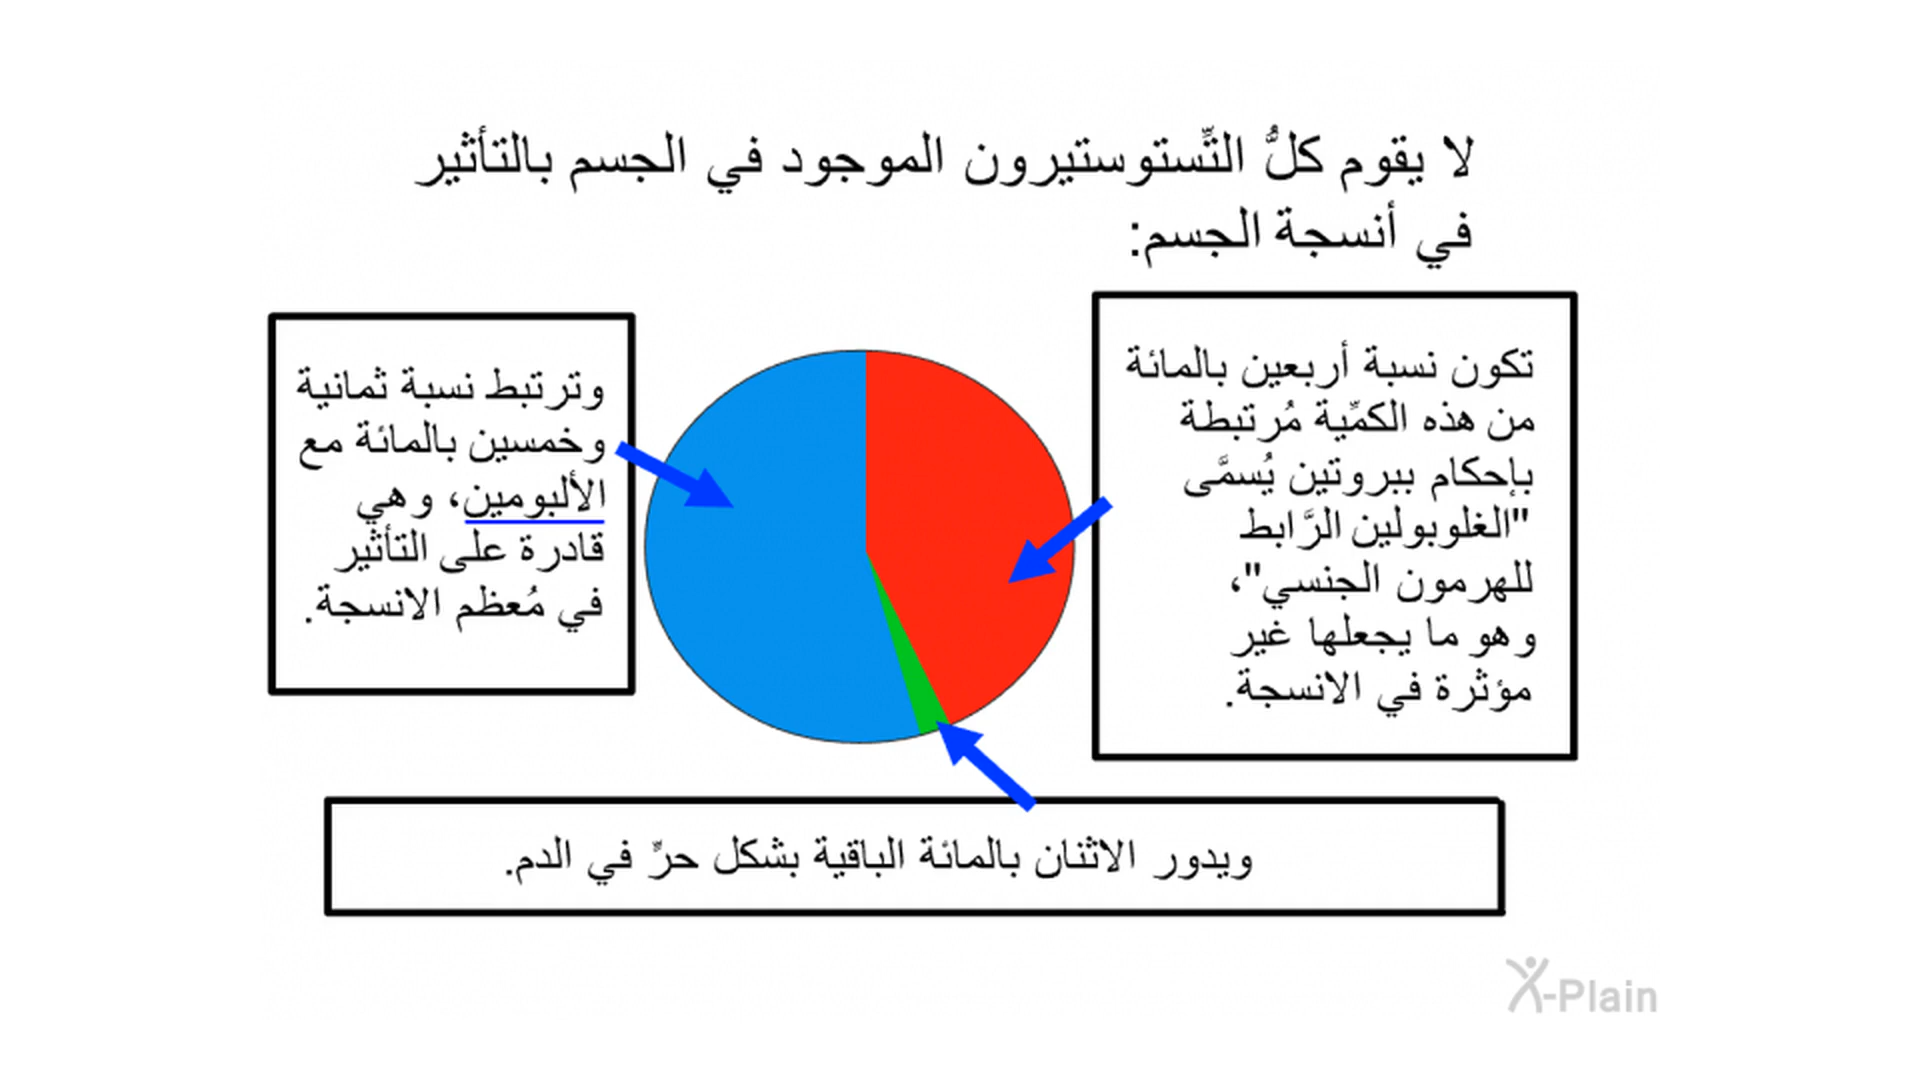 لا يقوم كلُّ التِّستوستيرون الموجود في الجسم بالتأثير
في أنسجة الجسم:
تكون نسبة أربعين بالمائة
من هذه الكمِّية مُرتبطة
بإحكام ببروتين يُسمَّى
"الغلوبولين الرَّابط
للهرمون الجنسي"،
وهو ما يجعلها غير
مؤثرة في الانسجة.
وترتبط نسبة ثمانية
وخمسين بالمائة مع
الألبومين، وهي
قادرة على التأثير
في مُعظم الانسجة.
ويدور الاثنان بالمائة الباقية بشكل حرٍّ في الدم.
X-Plain